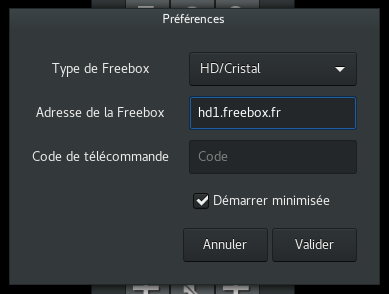 Préférences
Type de Freebox HD/Cristal
Adresse de la Freebox hd1.freebox.fr
Code de télécommande Code
Démarrer minimisée
Annuler Valider